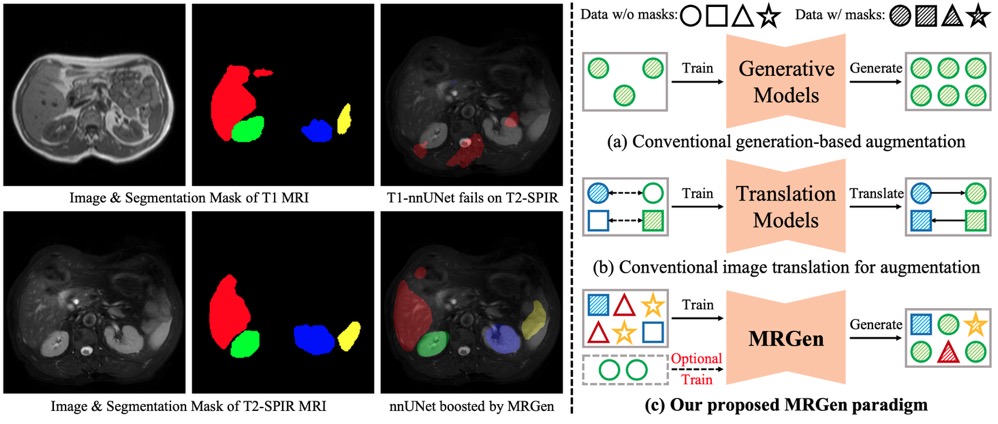 Image & Segmentation Mask of T1 MRI
T1-nnUNet fails on T2-SPIR
Image & Segmentation Mask of T2-SPIR MRI
nnUNet boosted by MRGen
Data w/o masks:
Data w/ masks:
Train
Generative
Models
Generate
(a) Conventional generation-based augmentation
Train
Translation
Models
Translate
(b) Conventional image translation for augmentation
Train
Optional
Train
MRGen
Generate
(c) Our proposed MRGen paradigm